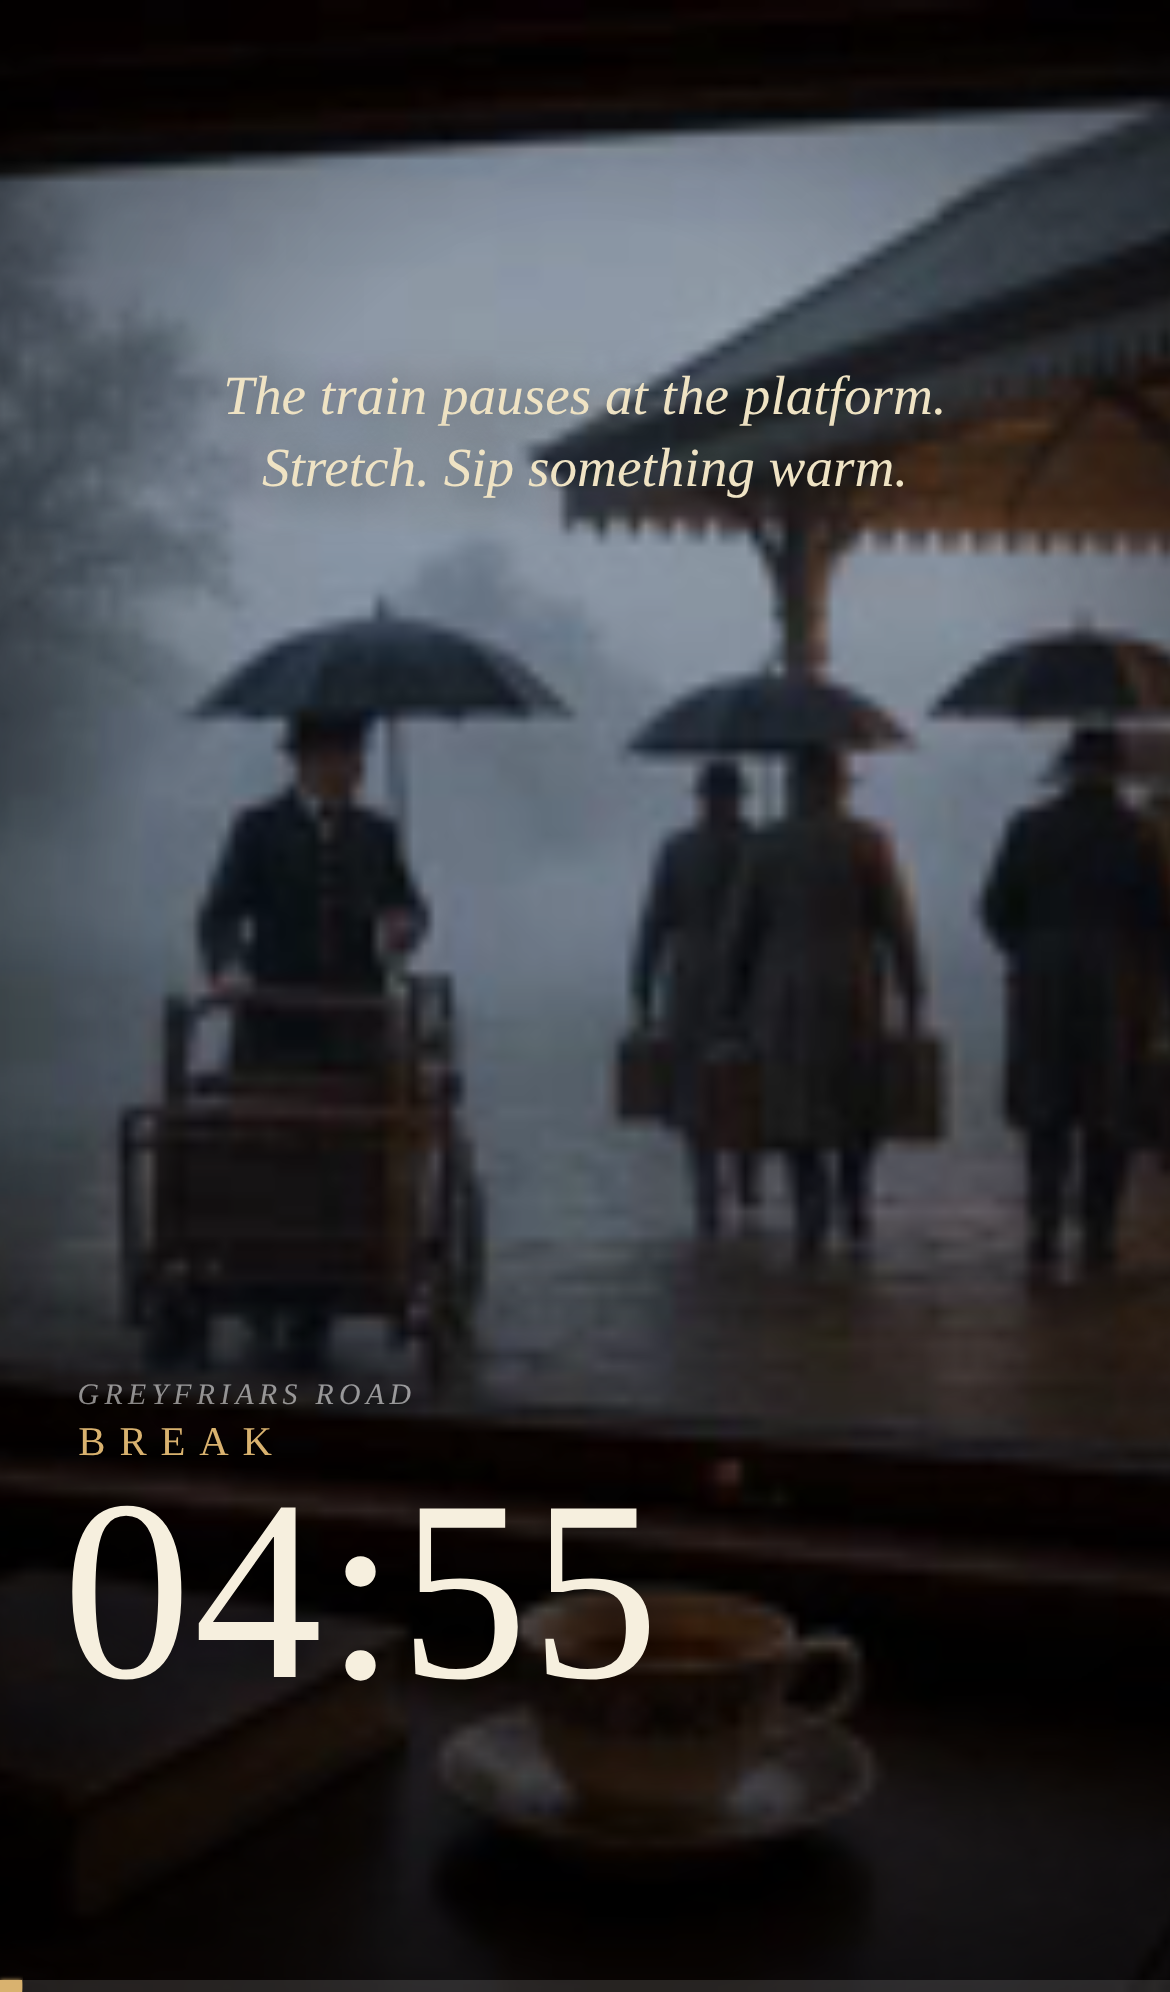 The train pauses at the platform.
Stretch. Sip something warm.
GREYFRIARS ROAD
BREAK
04:55